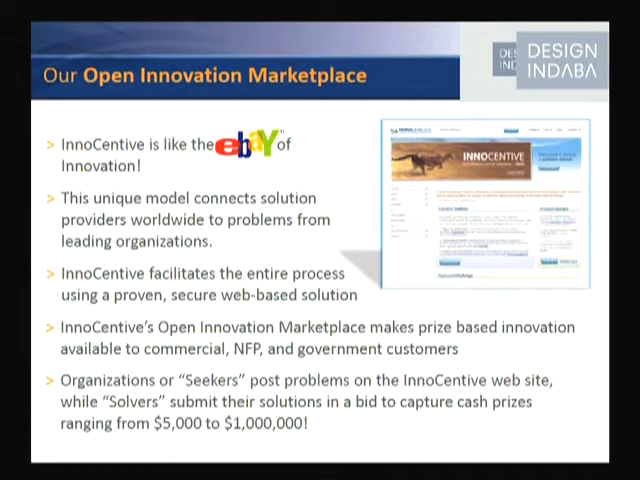 Our Open Innovation Marketplace
DESIGN
INDABA
> InnoCentive is like the ebaY of
Innovation!
> This unique model connects solution
providers worldwide to problems from
leading organizations.
> InnoCentive facilitates the entire process
using a proven, secure web-based solution
> InnoCentive's Open Innovation Marketplace makes prize based innovation
available to commercial, NFP, and government customers
> Organizations or “Seekers” post problems on the InnoCentive web site,
while “Solvers” submit their solutions in a bid to capture cash prizes
ranging from $5,000 to $1,000,000!
INNOCENTIVE